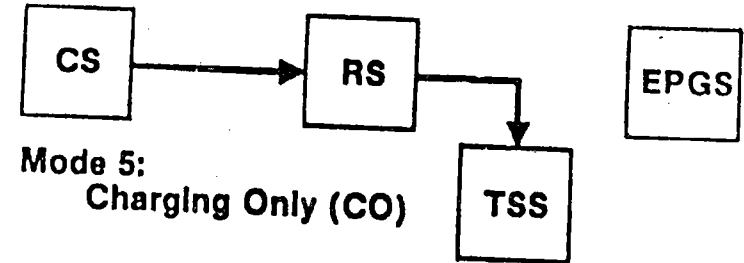 CS
RS
EPGS
Mode 5:
Charging Only (CO)
TSS